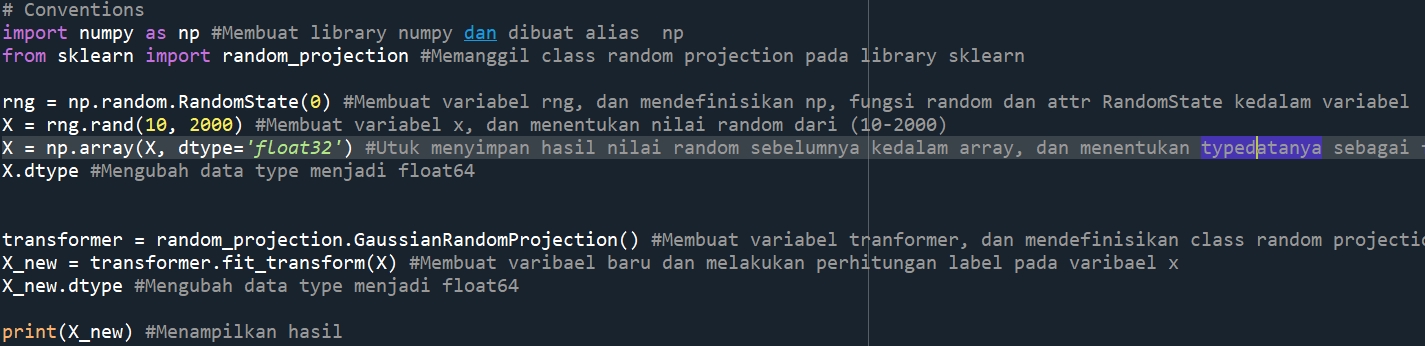 # Conventions
import numpy as np #Membuat library numpy dan dibuat alias  np
from sklearn import random_projection #Memanggil class random projection pada library sklearn
rng = np.random.RandomState(0) #Membuat variabel rng, dan mendefinisikan np, fungsi random dan attr RandomState kedalam variabel
X = rng.rand(10, 2000) #Membuat variabel x, dan menentukan nilai random dari (10-2000)
X = np.array(X, dtype='float32') #Utuk menyimpan hasil nilai random sebelumnya kedalam array, dan menentukan typedatanya sebagai
X.dtype #Mengubah data type menjadi float64
transformer = random_projection.GaussianRandomProjection() #Membuat variabel tranformer, dan mendefinisikan class random
X_new = transformer.fit_transform(X) #Membuat varibael baru dan melakukan perhitungan label pada varibael x
X_new.dtype #Mengubah data type menjadi float64
print(X_new) #Menampilkan hasil